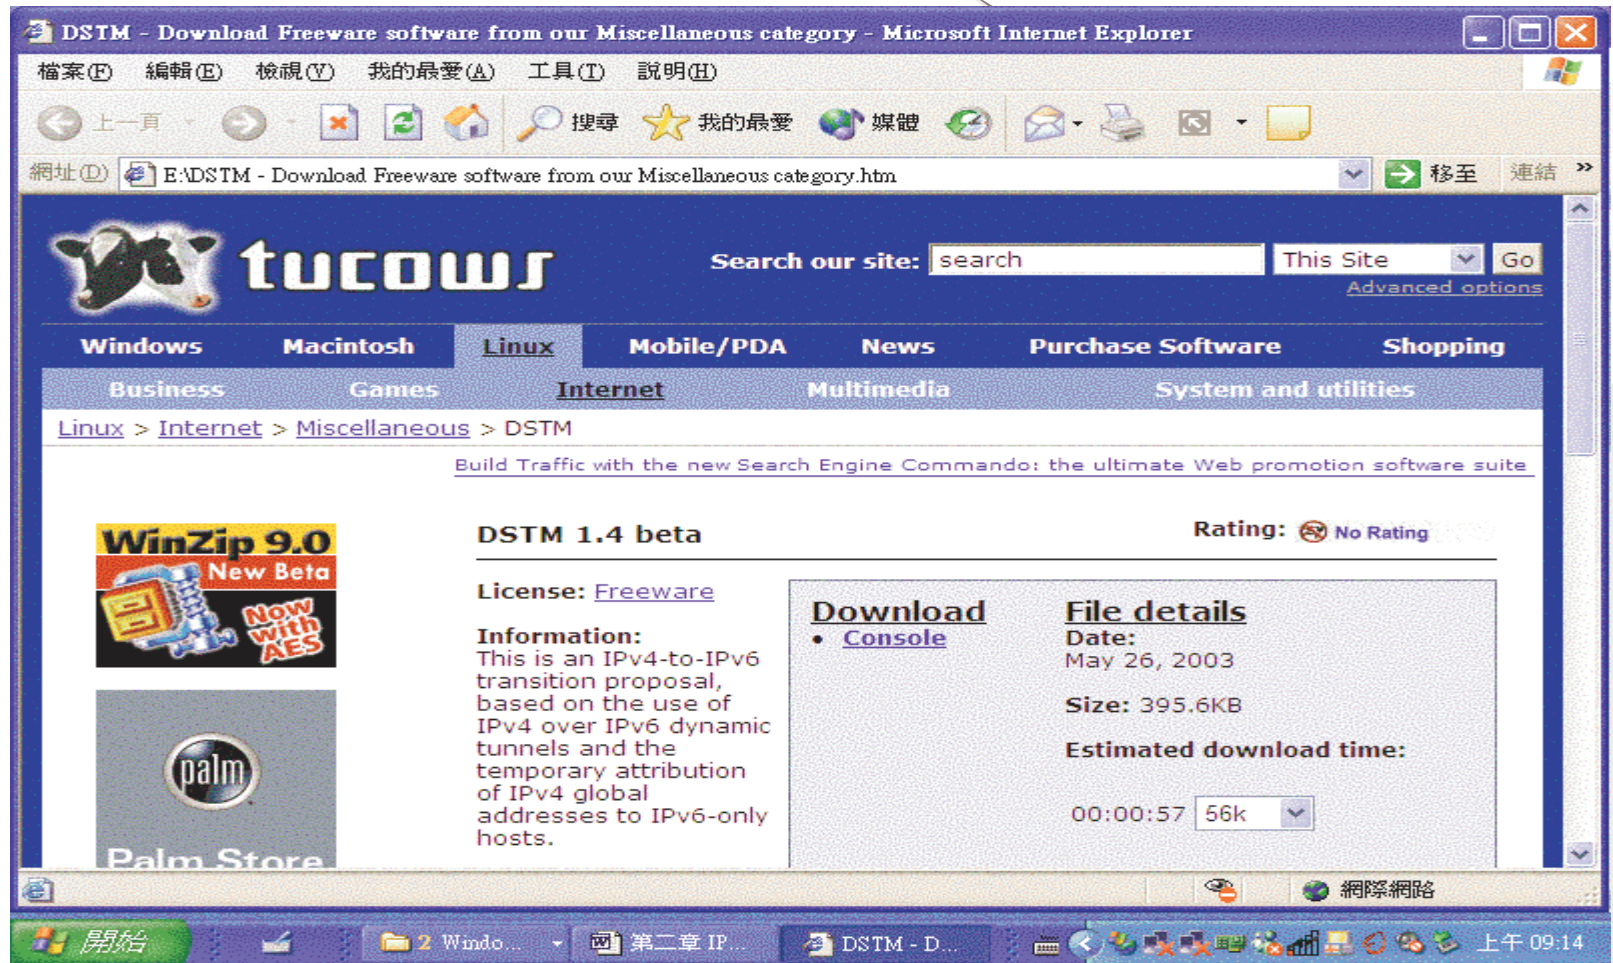 DSTM - Download Freeware software from our Miscellaneous category - Microsoft Internet Explorer
檔案(F) 編輯(E) 檢視(V) 我的最愛(A) 工具(T) 說明(H)
上一頁 搜尋 我的最愛 媒體
網址(D) E:\DSTM - Download Freeware software from our Miscellaneous category.htm 移至 連結 »
tucows
Search our site: search This Site Go
Advanced options
Windows Macintosh Linux Mobile/PDA News Purchase Software Shopping
Business Games Internet Multimedia System and utilities
Linux > Internet > Miscellaneous > DSTM
Build Traffic with the new Search Engine Commando: the ultimate Web promotion software suite
WinZip 9.0
New Beta
Now
with
AES
palm
Palm Store
DSTM 1.4 beta
Rating: No Rating
License: Freeware
Information:
This is an IPv4-to-IPv6
transition proposal,
based on the use of
IPv4 over IPv6 dynamic
tunnels and the
temporary attribution
of IPv4 global
addresses to IPv6-only
hosts.
Download
• Console
File details
Date:
May 26, 2003
Size: 395.6KB
Estimated download time:
00:00:57 56k
網際網路
開始 2 Windo... 第二章 IP... DSTM - D... 上午 09:14